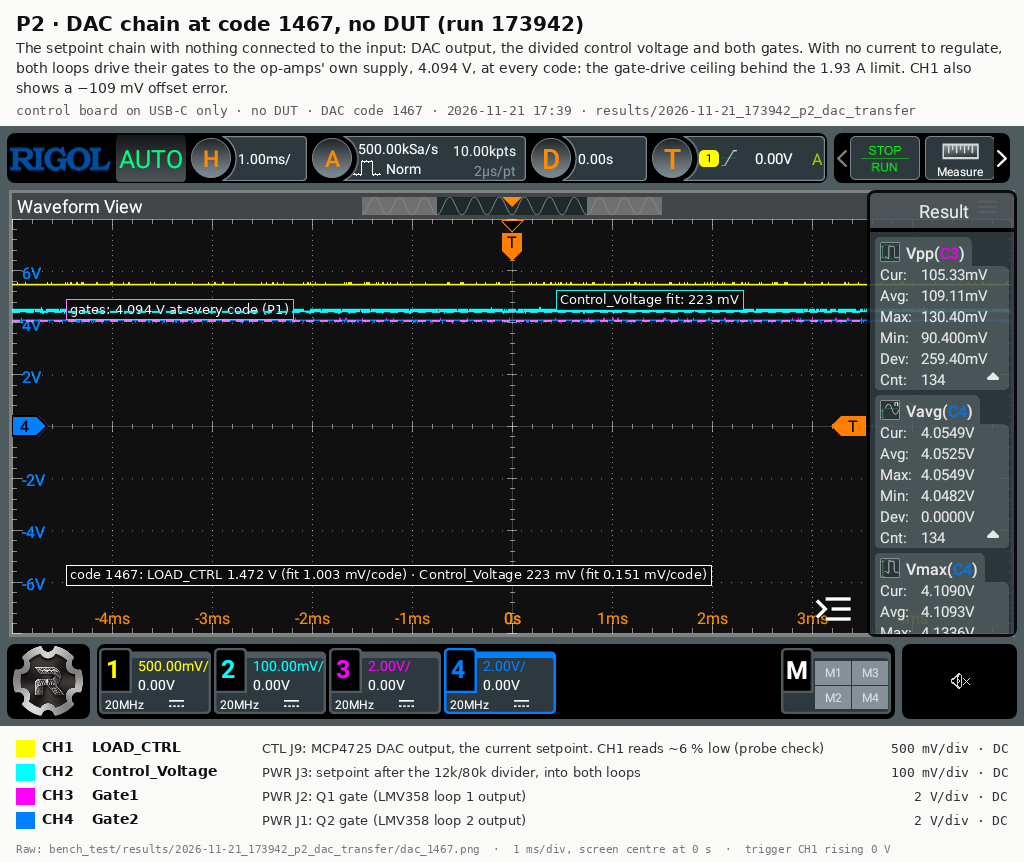 P2 · DAC chain at code 1467, no DUT (run 173942)
The setpoint chain with nothing connected to the input: DAC output, the divided control voltage and both gates. With no current to regulate,
both loops drive their gates to the op-amps' own supply, 4.094 V, at every code: the gate-drive ceiling behind the 1.93 A limit. CH1 also
shows a −109 mV offset error.
control board on USB-C only · no DUT · DAC code 1467 · 2026-11-21 17:39 · results/2026-11-21_173942_p2_dac_transfer
RIGOL AUTO H 1.00ms/ A 500.00kSa/s Norm 10.00kpts 2µs/pt D 0.00s T 1 0.00V A STOP RUN Measure
Waveform View
T
Result
6V
4V
2V
4
-2V
-4V
-6V
T
gates: 4.094 V at every code (P1)
Control_Voltage fit: 223 mV
code 1467: LOAD_CTRL 1.472 V (fit 1.003 mV/code) · Control_Voltage 223 mV (fit 0.151 mV/code)
-4ms -3ms -2ms -1ms 0s 1ms 2ms 3ms
Vpp(C3)
Cur: 105.33mV
Avg: 109.11mV
Max: 130.40mV
Min: 90.400mV
Dev: 259.40mV
Cnt: 134
Vavg(C4)
Cur: 4.0549V
Avg: 4.0525V
Max: 4.0549V
Min: 4.0482V
Dev: 0.0000V
Cnt: 134
Vmax(C4)
Cur: 4.1090V
Avg: 4.1093V
Max: 4.1336V
1 500.00mV/ 0.00V 20MHz
2 100.00mV/ 0.00V 20MHz
3 2.00V/ 0.00V 20MHz
4 2.00V/ 0.00V 20MHz
M M1 M3 M2 M4
CH1 LOAD_CTRL CTL J9: MCP4725 DAC output, the current setpoint. CH1 reads ~6 % low (probe check) 500 mV/div · DC
CH2 Control_Voltage PWR J3: setpoint after the 12k/80k divider, into both loops 100 mV/div · DC
CH3 Gate1 PWR J2: Q1 gate (LMV358 loop 1 output) 2 V/div · DC
CH4 Gate2 PWR J1: Q2 gate (LMV358 loop 2 output) 2 V/div · DC
Raw: bench_test/results/2026-11-21_173942_p2_dac_transfer/dac_1467.png · 1 ms/div, screen centre at 0 s · trigger CH1 rising 0 V